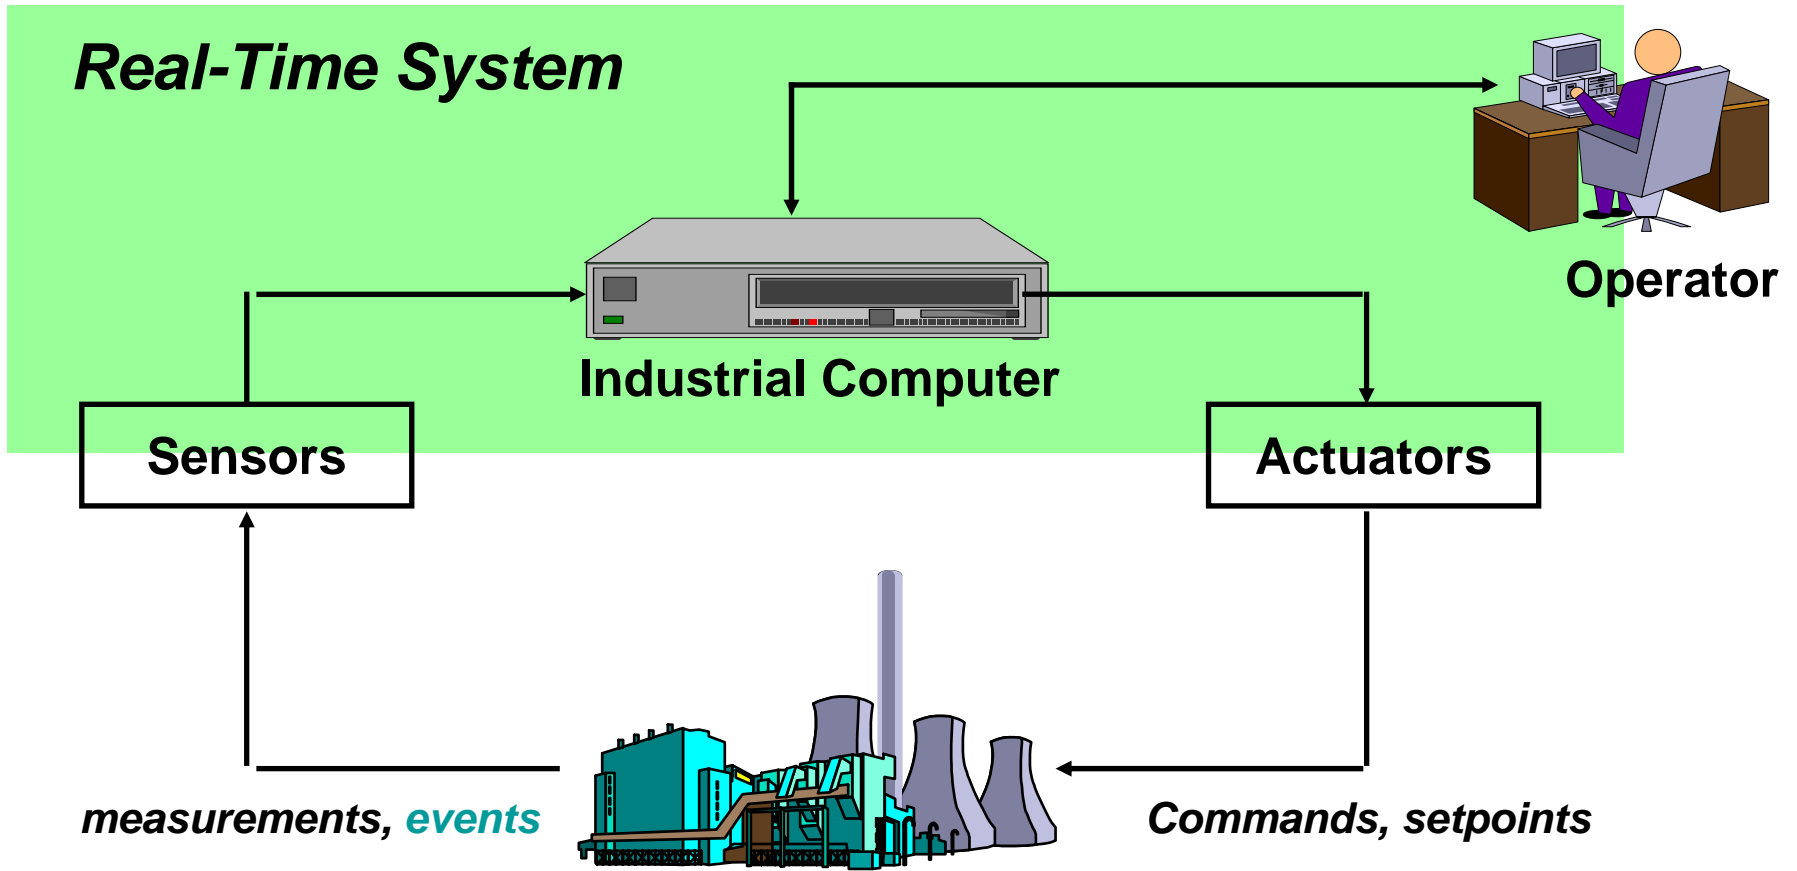 Real-Time System
Operator
Industrial Computer
Sensors
Actuators
measurements, events
Commands, setpoints